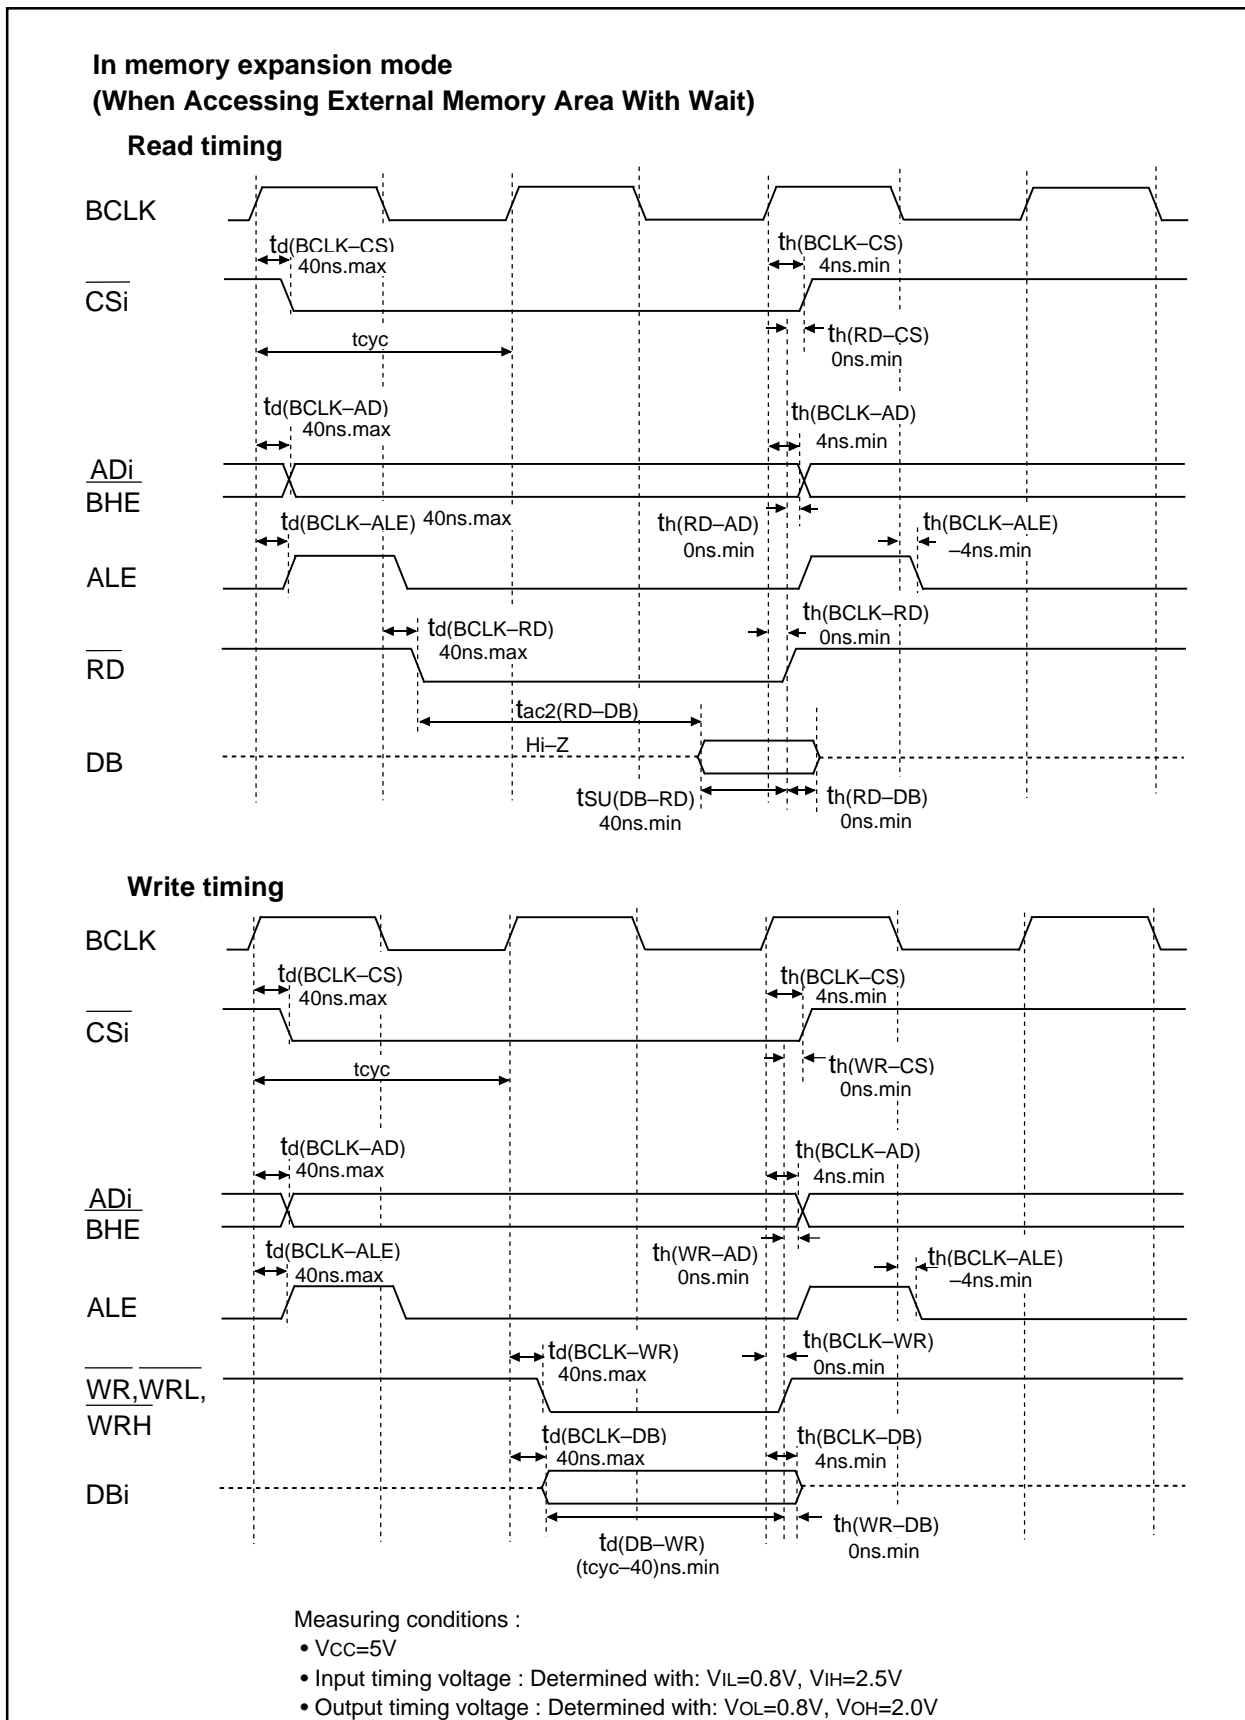 In memory expansion mode
(When Accessing External Memory Area With Wait)
Read timing
BCLK
td(BCLK–CS)
40ns.max
th(BCLK–CS)
4ns.min
CSi
tcyc
th(RD–CS)
0ns.min
td(BCLK–AD)
40ns.max
th(BCLK–AD)
4ns.min
ADi
BHE
td(BCLK–ALE) 40ns.max
th(RD–AD)
0ns.min
th(BCLK–ALE)
–4ns.min
ALE
td(BCLK–RD)
40ns.max
th(BCLK–RD)
0ns.min
RD
tac2(RD–DB)
Hi–Z
DB
tSU(DB–RD)
40ns.min
th(RD–DB)
0ns.min
Write timing
BCLK
td(BCLK–CS)
40ns.max
th(BCLK–CS)
4ns.min
CSi
tcyc
th(WR–CS)
0ns.min
td(BCLK–AD)
40ns.max
th(BCLK–AD)
4ns.min
ADi
BHE
td(BCLK–ALE)
40ns.max
th(WR–AD)
0ns.min
th(BCLK–ALE)
–4ns.min
ALE
td(BCLK–WR)
40ns.max
th(BCLK–WR)
0ns.min
WR,WRL,
WRH
td(BCLK–DB)
40ns.max
th(BCLK–DB)
4ns.min
DBi
td(DB–WR)
(tcyc–40)ns.min
th(WR–DB)
0ns.min
Measuring conditions :
• VCC=5V
• Input timing voltage : Determined with: VIL=0.8V, VIH=2.5V
• Output timing voltage : Determined with: VOL=0.8V, VOH=2.0V